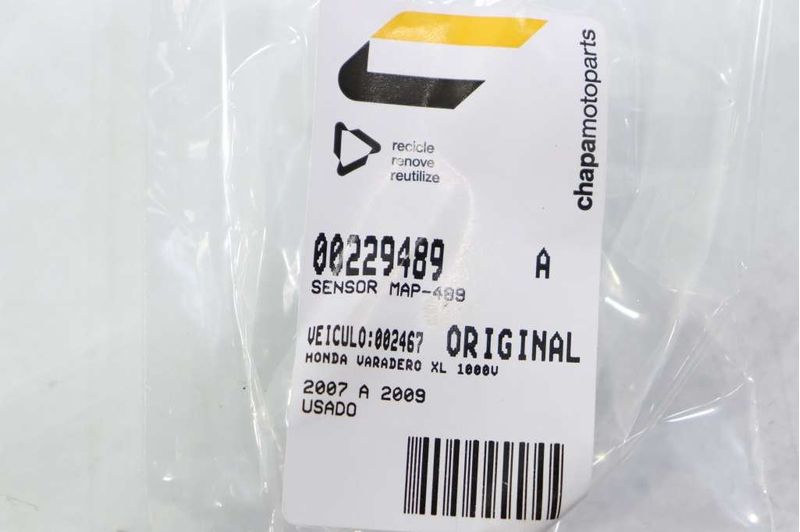 chapamotoparts
recicle
renove
reutilize
00229489 A
SENSOR MAP-489
VEICULO:002467 ORIGINAL
HONDA VARADERO XL 1000V
2007 A 2009
USADO